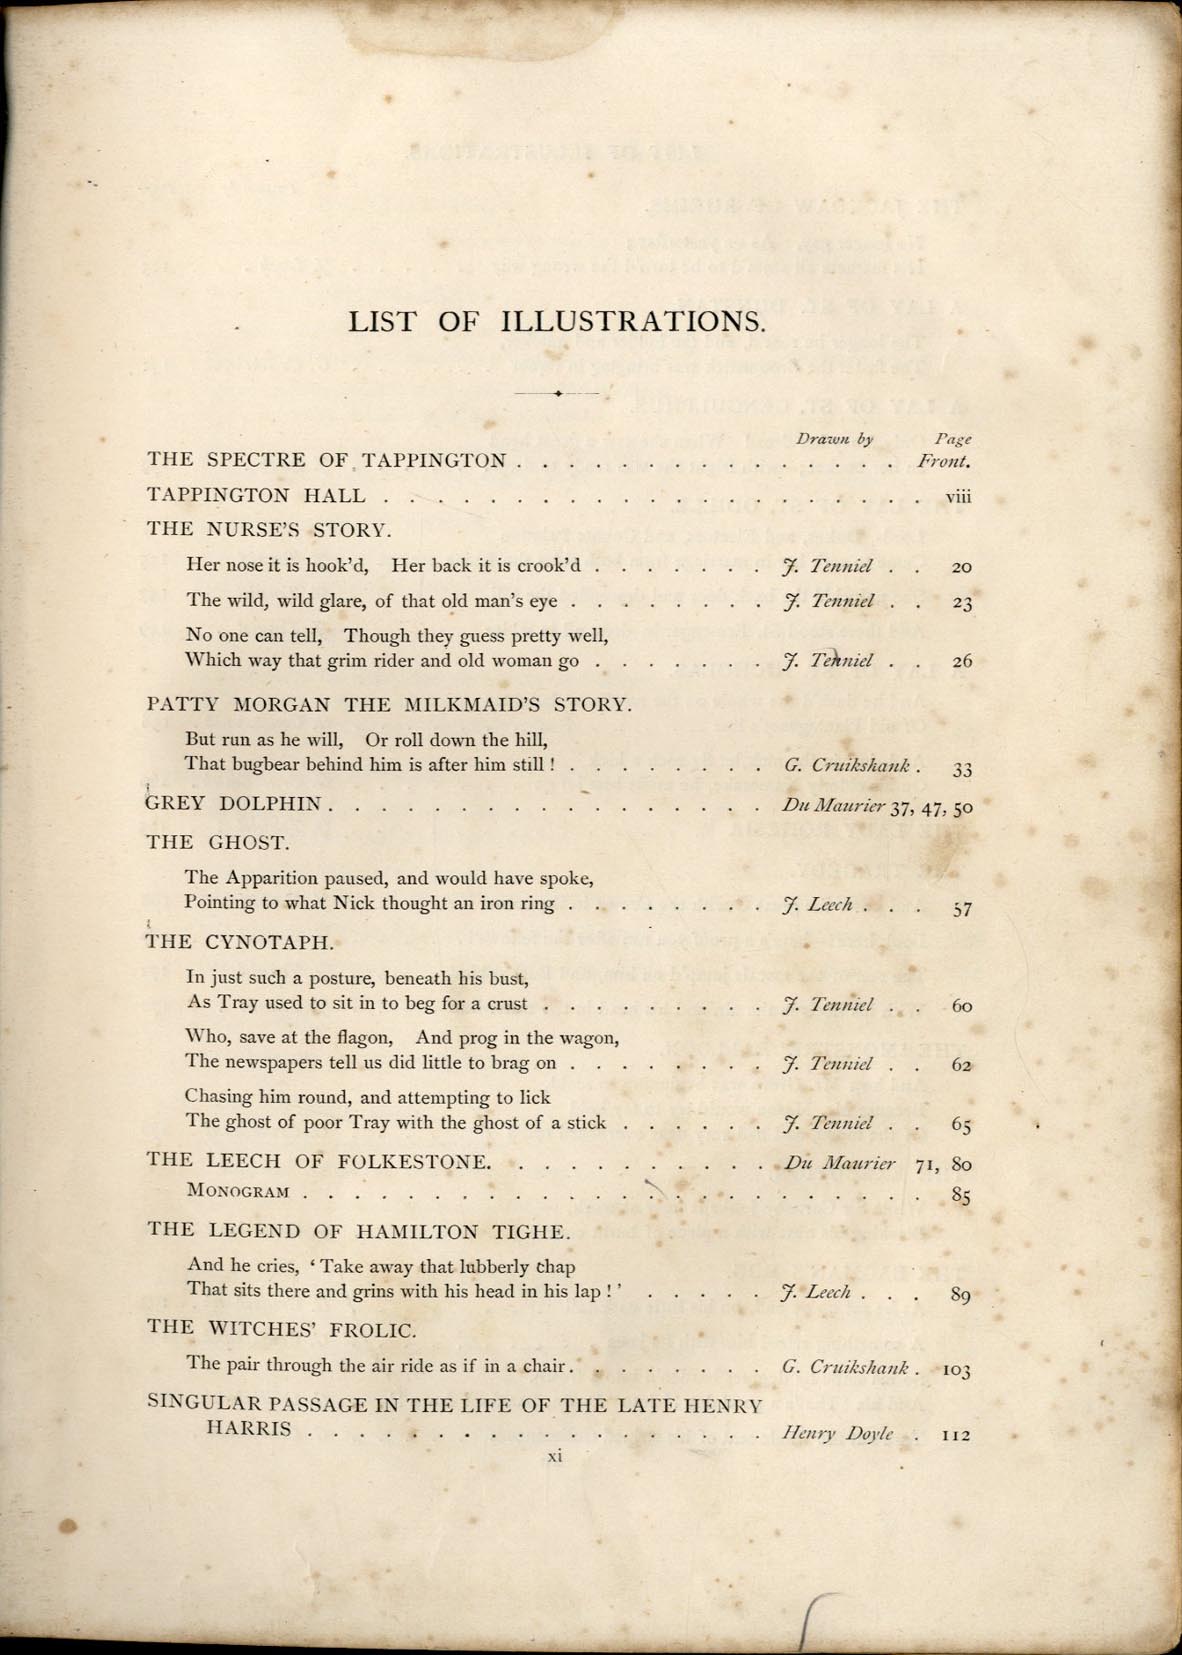 LIST OF ILLUSTRATIONS.
Drawn by Page
THE SPECTRE OF TAPPINGTON . . . . . . . . . . . . . . . Front.
TAPPINGTON HALL . . . . . . . . . . . . . . . . . . . viii
THE NURSE'S STORY.
Her nose it is hook'd, Her back it is crook'd . . . . . . . J. Tenniel . . 20
The wild, wild glare, of that old man's eye . . . . . . . . J. Tenniel . . 23
No one can tell, Though they guess pretty well,
Which way that grim rider and old woman go . . . . . . . J. Tenniel . . 26
PATTY MORGAN THE MILKMAID'S STORY.
But run as he will, Or roll down the hill,
That bugbear behind him is after him still! . . . . . . . . G. Cruikshank . 33
GREY DOLPHIN . . . . . . . . . . . . . . . . . Du Maurier 37, 47, 50
THE GHOST.
The Apparition paused, and would have spoke,
Pointing to what Nick thought an iron ring . . . . . . . . J. Leech . . . 57
THE CYNOTAPH.
In just such a posture, beneath his bust,
As Tray used to sit in to beg for a crust . . . . . . . . . J. Tenniel . . 60
Who, save at the flagon, And prog in the wagon,
The newspapers tell us did little to brag on . . . . . . . . J. Tenniel . . 62
Chasing him round, and attempting to lick
The ghost of poor Tray with the ghost of a stick . . . . . . J. Tenniel . . 65
THE LEECH OF FOLKESTONE. . . . . . . . . . . . Du Maurier 71, 80
MONOGRAM . . . . . . . . . . . . . . . . . . . . . . . 85
THE LEGEND OF HAMILTON TIGHE.
And he cries, ‘Take away that lubberly chap
That sits there and grins with his head in his lap!’ . . . . . J. Leech . . . 89
THE WITCHES' FROLIC.
The pair through the air ride as if in a chair. . . . . . . . G. Cruikshank . 103
SINGULAR PASSAGE IN THE LIFE OF THE LATE HENRY
HARRIS . . . . . . . . . . . . . . . . . . Henry Doyle . 112
xi